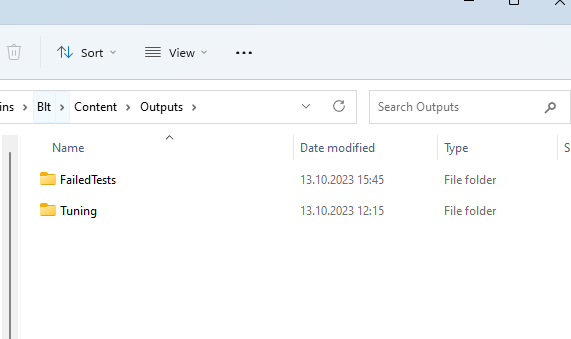 Sort View
ins > Blt > Content > Outputs > Search Outputs
Name Date modified Type S
FailedTests 13.10.2023 15:45 File folder
Tuning 13.10.2023 12:15 File folder